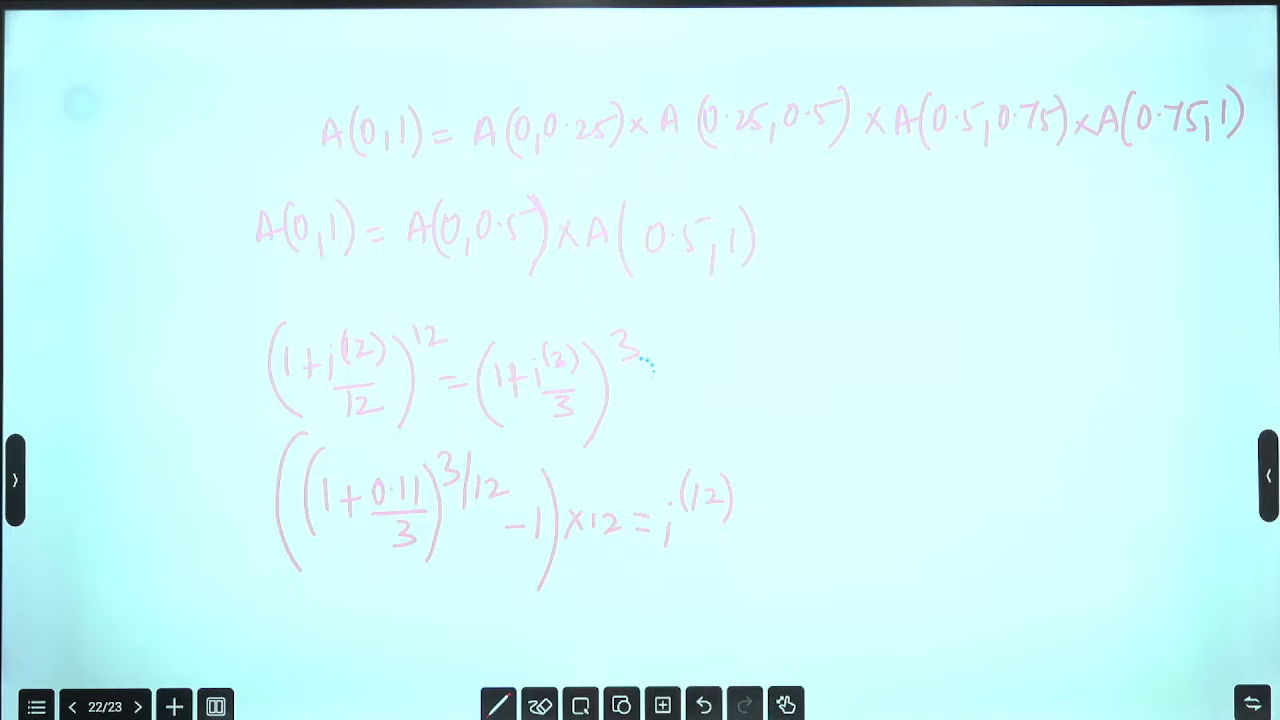 A(0,1) = A(0,0.25) × A(0.25,0.5) × A(0.5,0.75) × A(0.75,1)
A(0,1) = A(0,0.5) × A(0.5,1)
(1 + i^(12)/12)^12 = (1 + i^(2)/3)^3
((1 + 0.11/3)^3/12 - 1) × 12 = i^(12)
22/23